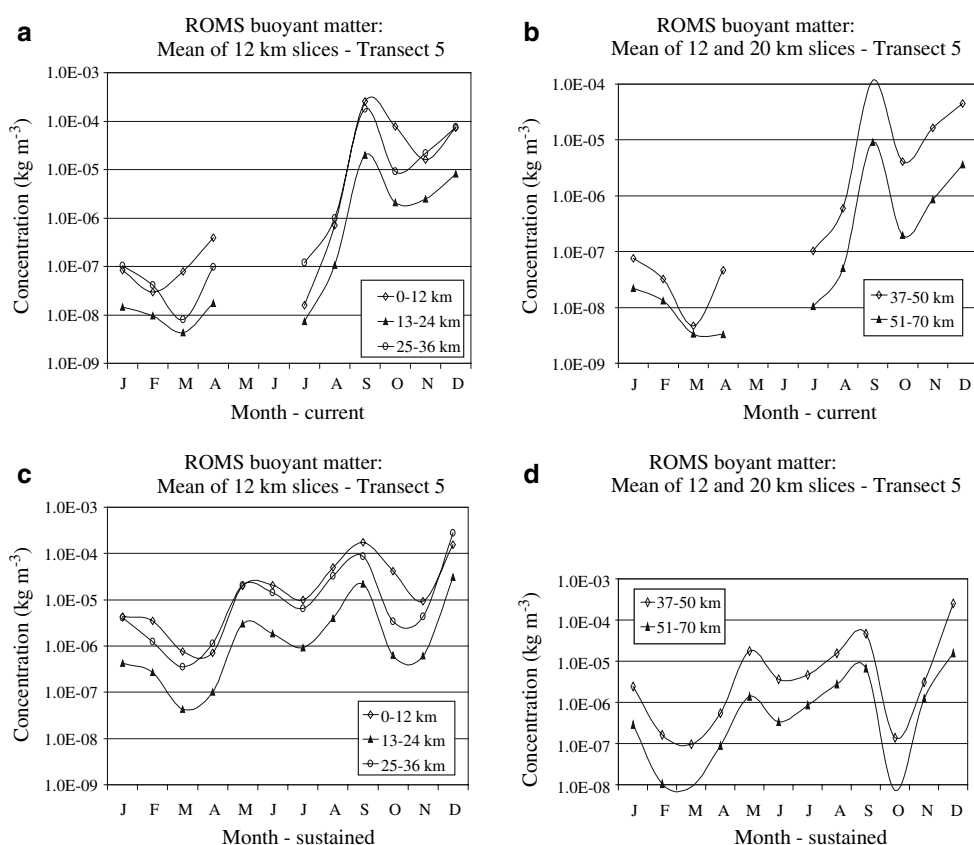 a
ROMS buoyant matter:
Mean of 12 km slices - Transect 5
1.0E-03
1.0E-04
1.0E-05
1.0E-06
1.0E-07
1.0E-08
1.0E-09
Concentration (kg m-3)
0-12 km
13-24 km
25-36 km
J F M A M J J A S O N D
Month - current
b
ROMS buoyant matter:
Mean of 12 and 20 km slices - Transect 5
1.0E-04
1.0E-05
1.0E-06
1.0E-07
1.0E-08
1.0E-09
Concentration (kg m-3)
37-50 km
51-70 km
J F M A M J J A S O N D
Month - current
c
ROMS buoyant matter:
Mean of 12 km slices - Transect 5
1.0E-03
1.0E-04
1.0E-05
1.0E-06
1.0E-07
1.0E-08
1.0E-09
Concentration (kg m-3)
0-12 km
13-24 km
25-36 km
J F M A M J J A S O N D
Month - sustained
d
ROMS boyant matter:
Mean of 12 and 20 km slices - Transect 5
1.0E-03
1.0E-04
1.0E-05
1.0E-06
1.0E-07
1.0E-08
Concentration (kg m-3)
37-50 km
51-70 km
J F M A M J J A S O N D
Month - sustained